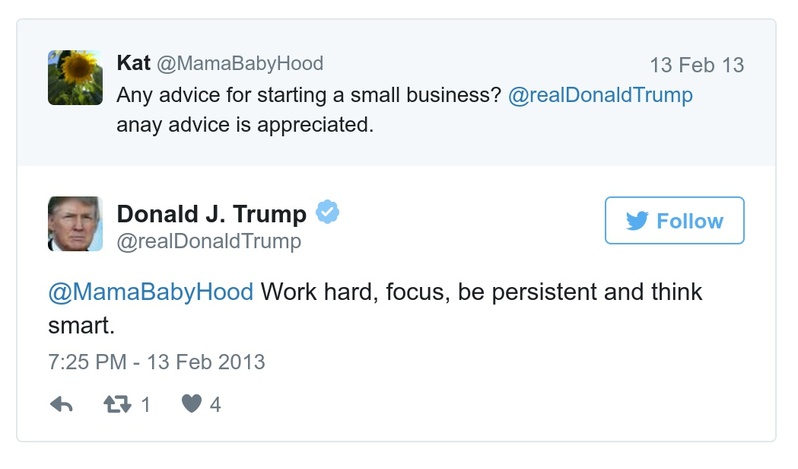 Kat @MamaBabyHood 13 Feb 13
Any advice for starting a small business? @realDonaldTrump
anay advice is appreciated.
Donald J. Trump
@realDonaldTrump
Follow
@MamaBabyHood Work hard, focus, be persistent and think
smart.
7:25 PM - 13 Feb 2013
1 4